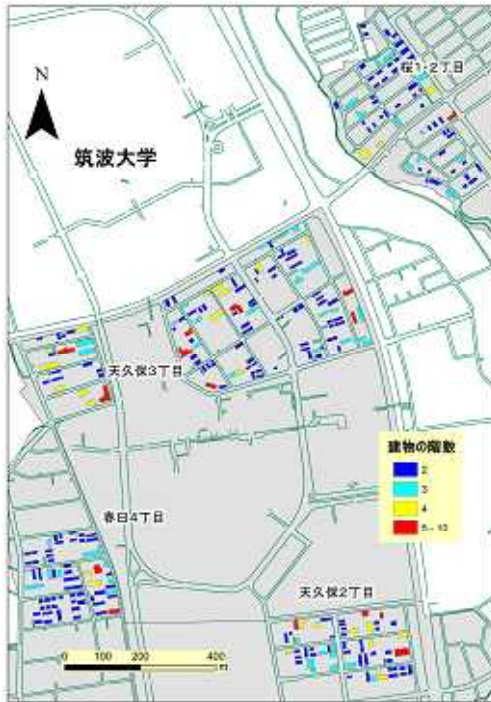 桜1・2丁目
N
筑波大学
天久保3丁目
建物の階数
2
3
4
5-10
春日4丁目
天久保2丁目
0 100 200 400
m